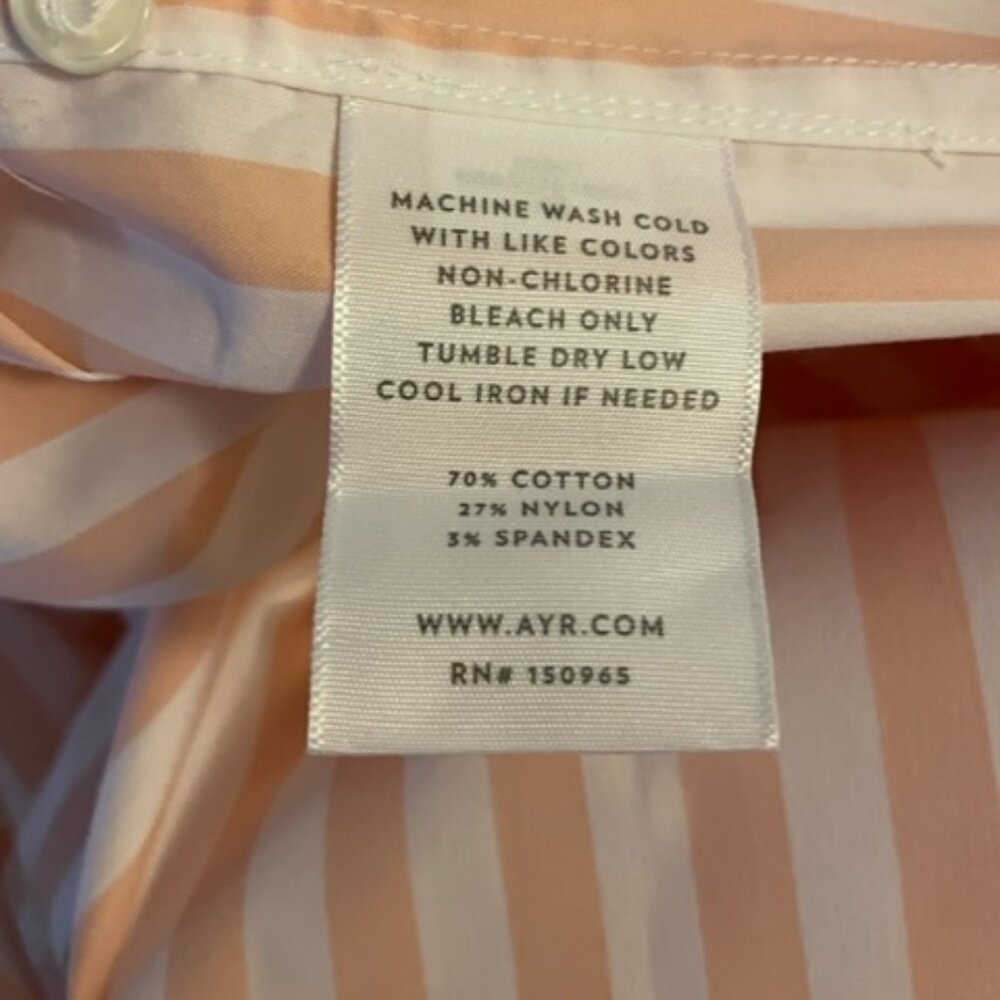 MACHINE WASH COLD
WITH LIKE COLORS
NON-CHLORINE
BLEACH ONLY
TUMBLE DRY LOW
COOL IRON IF NEEDED
70% COTTON
27% NYLON
3% SPANDEX
WWW.AYR.COM
RN# 150965